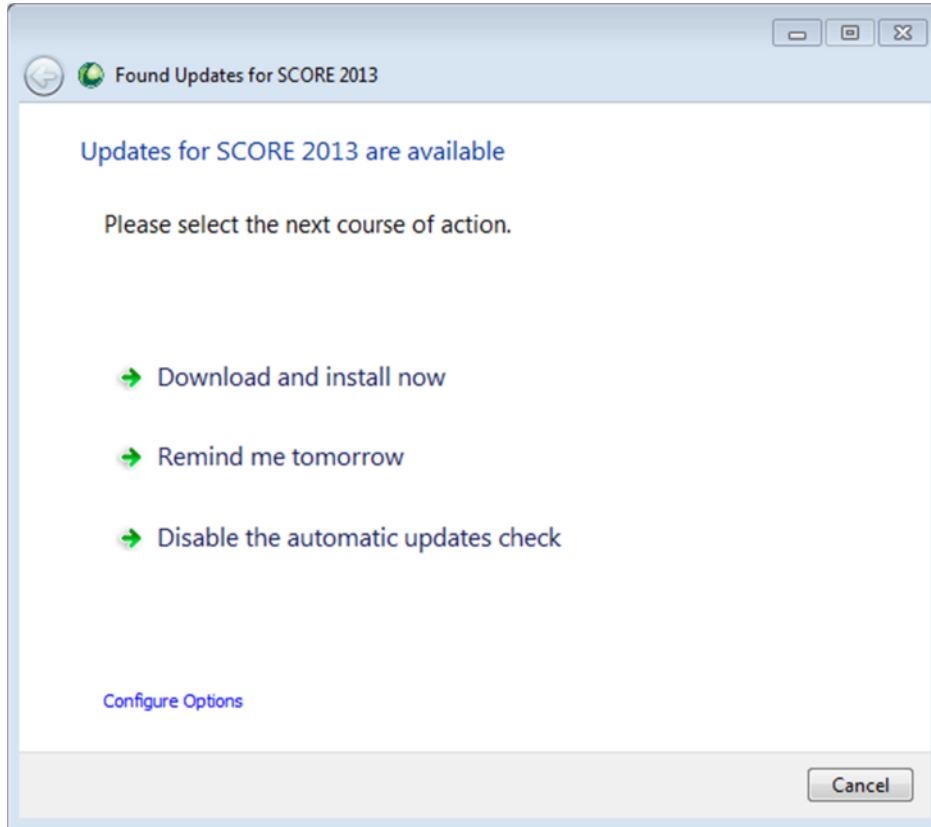 Found Updates for SCORE 2013
Updates for SCORE 2013 are available
Please select the next course of action.
Download and install now
Remind me tomorrow
Disable the automatic updates check
Configure Options
Cancel